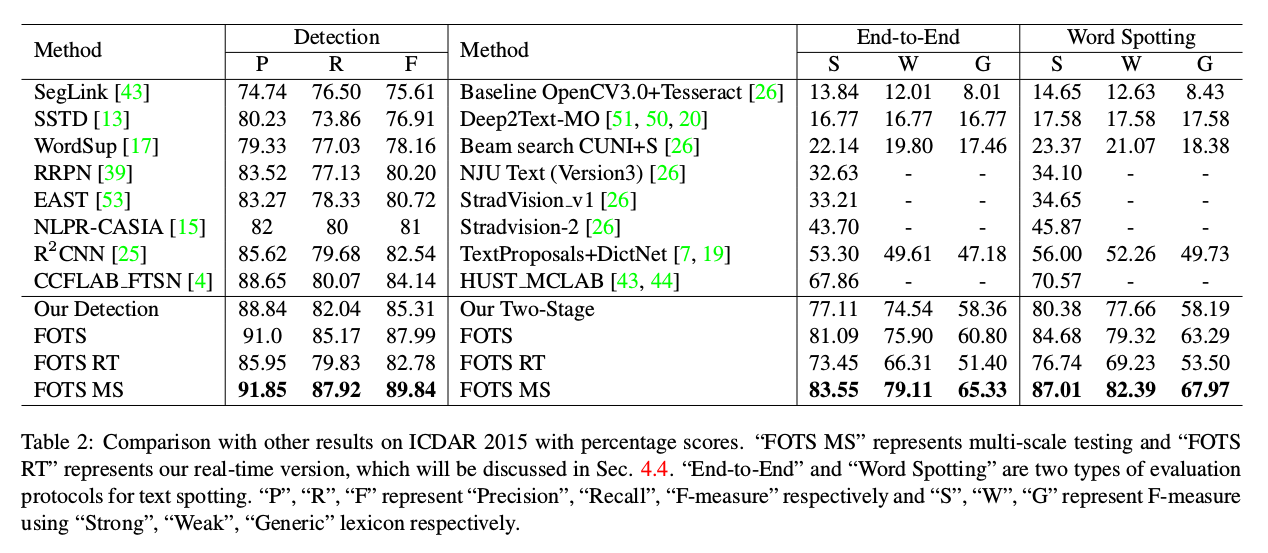 Method Detection Method End-to-End Word Spotting
P R F S W G S W G
SegLink [43] 74.74 76.50 75.61 Baseline OpenCV3.0+Tesseract [26] 13.84 12.01 8.01 14.65 12.63 8.43
SSTD [13] 80.23 73.86 76.91 Deep2Text-MO [51, 50, 20] 16.77 16.77 16.77 17.58 17.58 17.58
WordSup [17] 79.33 77.03 78.16 Beam search CUNI+S [26] 22.14 19.80 17.46 23.37 21.07 18.38
RRPN [39] 83.52 77.13 80.20 NJU Text (Version3) [26] 32.63 - - 34.10 - -
EAST [53] 83.27 78.33 80.72 StradVision_v1 [26] 33.21 - - 34.65 - -
NLPR-CASIA [15] 82 80 81 Stradvision-2 [26] 43.70 - - 45.87 - -
R²CNN [25] 85.62 79.68 82.54 TextProposals+DictNet [7, 19] 53.30 49.61 47.18 56.00 52.26 49.73
CCFLAB_FTSN [4] 88.65 80.07 84.14 HUST_MCLAB [43, 44] 67.86 - - 70.57 - -
Our Detection 88.84 82.04 85.31 Our Two-Stage 77.11 74.54 58.36 80.38 77.66 58.19
FOTS 91.0 85.17 87.99 FOTS 81.09 75.90 60.80 84.68 79.32 63.29
FOTS RT 85.95 79.83 82.78 FOTS RT 73.45 66.31 51.40 76.74 69.23 53.50
FOTS MS 91.85 87.92 89.84 FOTS MS 83.55 79.11 65.33 87.01 82.39 67.97
Table 2: Comparison with other results on ICDAR 2015 with percentage scores. “FOTS MS” represents multi-scale testing and “FOTS
RT” represents our real-time version, which will be discussed in Sec. 4.4. “End-to-End” and “Word Spotting” are two types of evaluation
protocols for text spotting. “P”, “R”, “F” represent “Precision”, “Recall”, “F-measure” respectively and “S”, “W”, “G” represent F-measure
using “Strong”, “Weak”, “Generic” lexicon respectively.